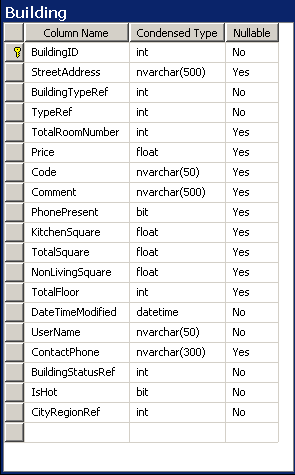 Building
Column Name Condensed Type Nullable
BuildingID int No
StreetAddress nvarchar(500) Yes
BuildingTypeRef int No
TypeRef int No
TotalRoomNumber int Yes
Price float Yes
Code nvarchar(50) Yes
Comment nvarchar(500) Yes
PhonePresent bit Yes
KitchenSquare float Yes
TotalSquare float Yes
NonLivingSquare float Yes
TotalFloor int Yes
DateTimeModified datetime No
UserName nvarchar(50) No
ContactPhone nvarchar(300) Yes
BuildingStatusRef int No
IsHot bit No
CityRegionRef int No